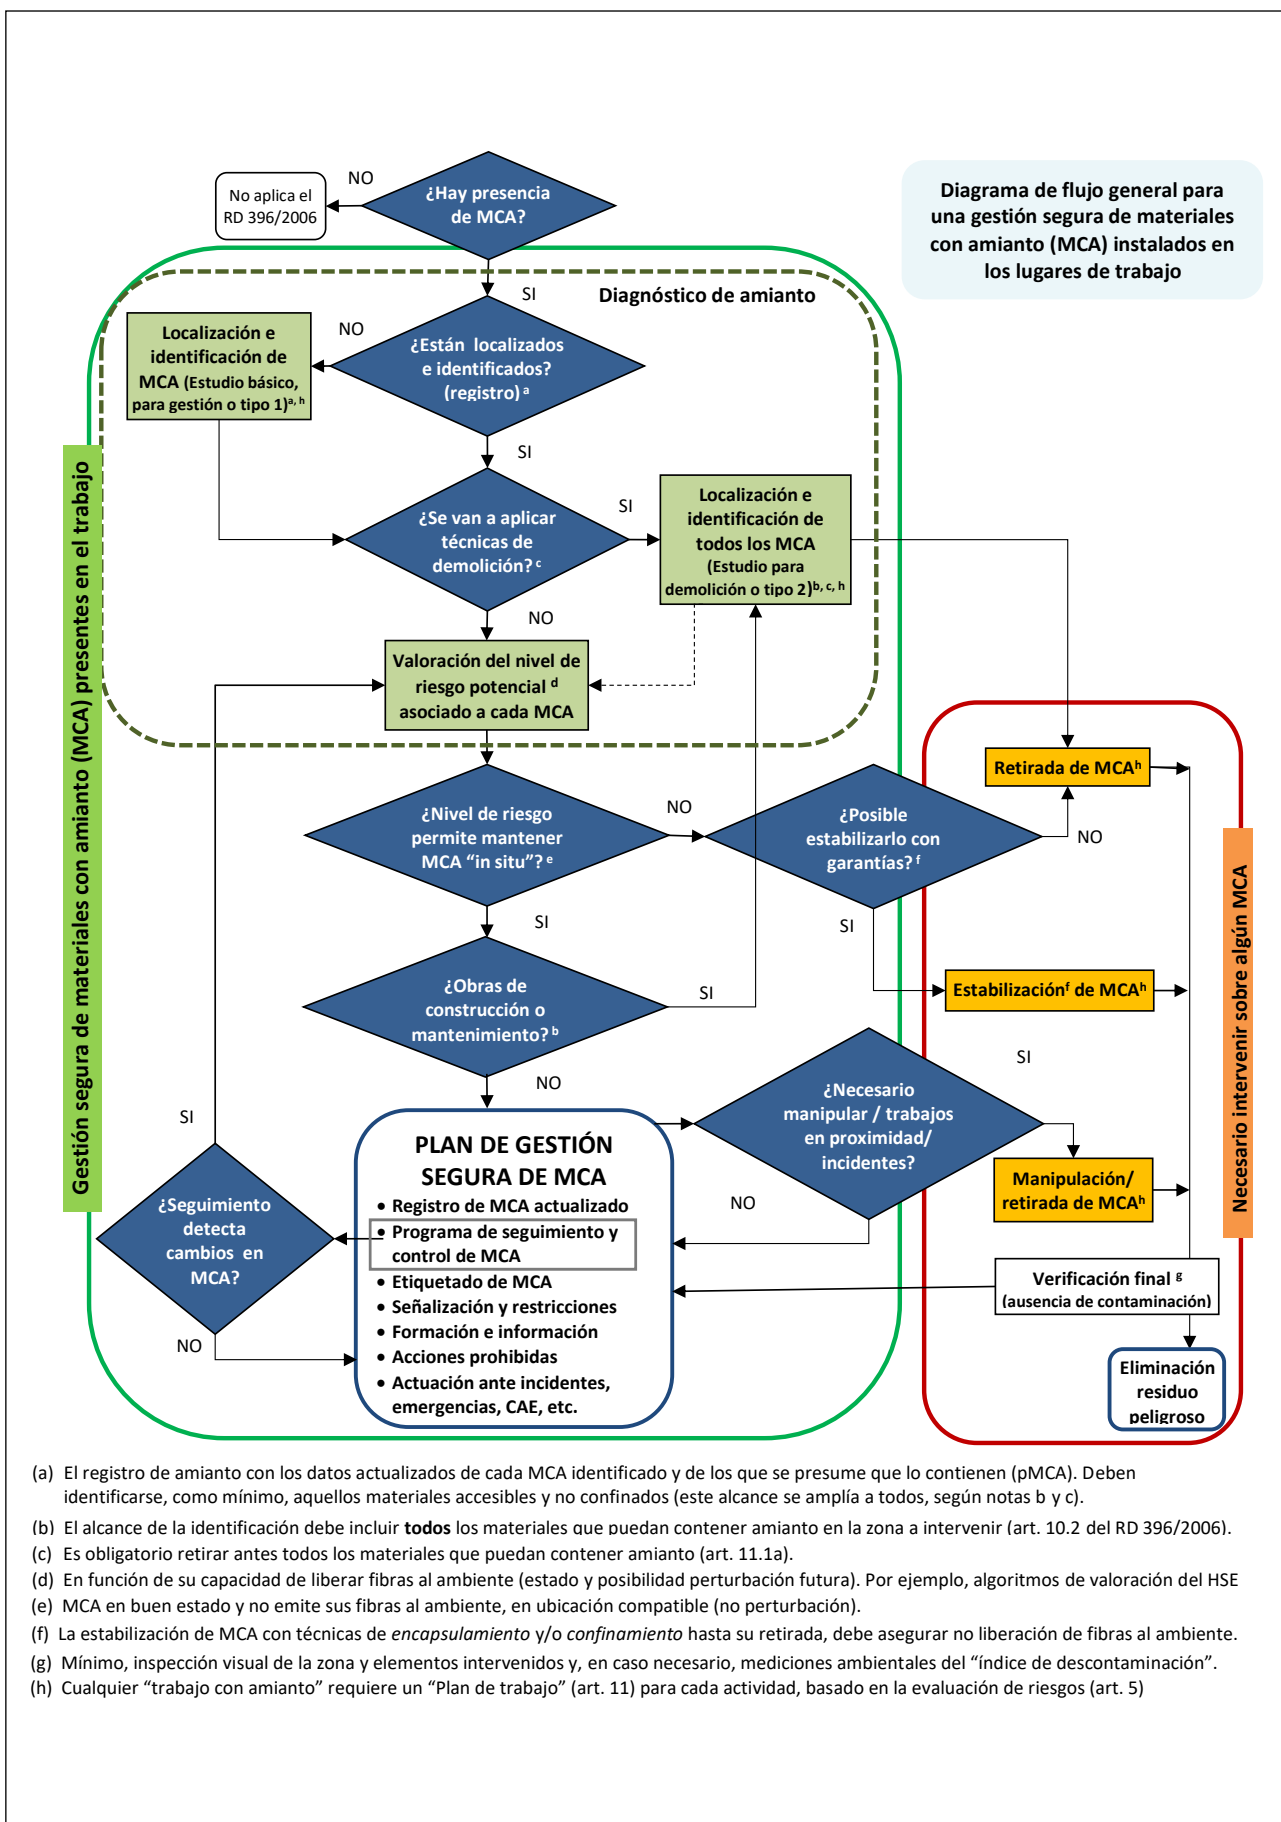 NO
No aplica el
RD 396/2006
¿Hay presencia
de MCA?
Diagrama de flujo general para
una gestión segura de materiales
con amianto (MCA) instalados en
los lugares de trabajo
SI
Diagnóstico de amianto
NO
Localización e
identificación de
MCA (Estudio básico,
para gestión o tipo 1)a, h
¿Están localizados
e identificados?
(registro) a
SI
¿Se van a aplicar
técnicas de
demolición? c
SI
Localización e
identificación de
todos los MCA
(Estudio para
demolición o tipo 2)b, c, h
NO
Valoración del nivel de
riesgo potencial d
asociado a cada MCA
Gestión segura de materiales con amianto (MCA) presentes en el trabajo
¿Nivel de riesgo
permite mantener
MCA “in situ”? e
NO
¿Posible
estabilizarlo con
garantías? f
NO
Retirada de MCAh
SI
SI
Estabilizaciónf de MCAh
Necesario intervenir sobre algún MCA
¿Obras de
construcción o
mantenimiento? b
SI
NO
¿Necesario
manipular / trabajos
en proximidad/
incidentes?
SI
NO
Manipulación/
retirada de MCAh
PLAN DE GESTIÓN
SEGURA DE MCA
• Registro de MCA actualizado
• Programa de seguimiento y
control de MCA
• Etiquetado de MCA
• Señalización y restricciones
• Formación e información
• Acciones prohibidas
• Actuación ante incidentes,
emergencias, CAE, etc.
SI
¿Seguimiento
detecta
cambios en
MCA?
NO
Verificación final g
(ausencia de contaminación)
Eliminación
residuo
peligroso
(a) El registro de amianto con los datos actualizados de cada MCA identificado y de los que se presume que lo contienen (pMCA). Deben
identificarse, como mínimo, aquellos materiales accesibles y no confinados (este alcance se amplía a todos, según notas b y c).
(b) El alcance de la identificación debe incluir todos los materiales que puedan contener amianto en la zona a intervenir (art. 10.2 del RD 396/2006).
(c) Es obligatorio retirar antes todos los materiales que puedan contener amianto (art. 11.1a).
(d) En función de su capacidad de liberar fibras al ambiente (estado y posibilidad perturbación futura). Por ejemplo, algoritmos de valoración del HSE
(e) MCA en buen estado y no emite sus fibras al ambiente, en ubicación compatible (no perturbación).
(f) La estabilización de MCA con técnicas de encapsulamiento y/o confinamiento hasta su retirada, debe asegurar no liberación de fibras al ambiente.
(g) Mínimo, inspección visual de la zona y elementos intervenidos y, en caso necesario, mediciones ambientales del “índice de descontaminación”.
(h) Cualquier “trabajo con amianto” requiere un “Plan de trabajo” (art. 11) para cada actividad, basado en la evaluación de riesgos (art. 5)